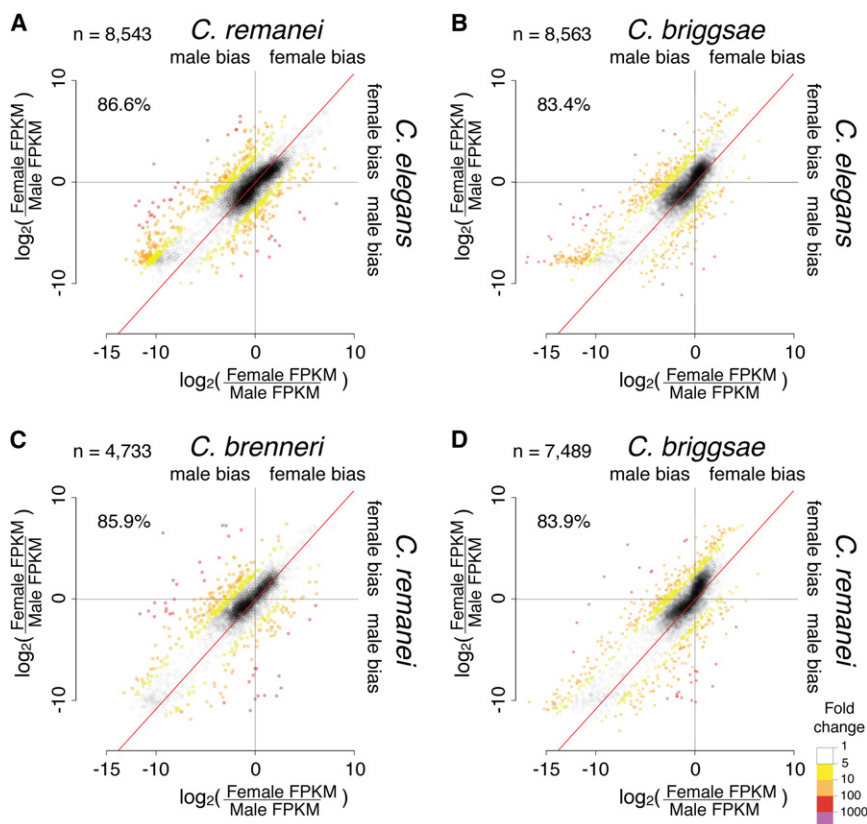 A
n = 8,543
C. remanei
male bias female bias
86.6%
10
0
-10
log2(Female FPKM/Male FPKM)
female bias
male bias
C. elegans
-15 -10 0 10
log2(Female FPKM/Male FPKM)
B
n = 8,563
C. briggsae
male bias female bias
83.4%
10
0
-10
log2(Female FPKM/Male FPKM)
female bias
male bias
C. elegans
-15 -10 0 10
log2(Female FPKM/Male FPKM)
C
n = 4,733
C. brenneri
male bias female bias
85.9%
10
0
-10
log2(Female FPKM/Male FPKM)
female bias
male bias
C. remanei
-15 -10 0 10
log2(Female FPKM/Male FPKM)
D
n = 7,489
C. briggsae
male bias female bias
83.9%
10
0
-10
log2(Female FPKM/Male FPKM)
female bias
male bias
C. remanei
-15 -10 0 10
log2(Female FPKM/Male FPKM)
Fold
change
1
5
10
100
1000